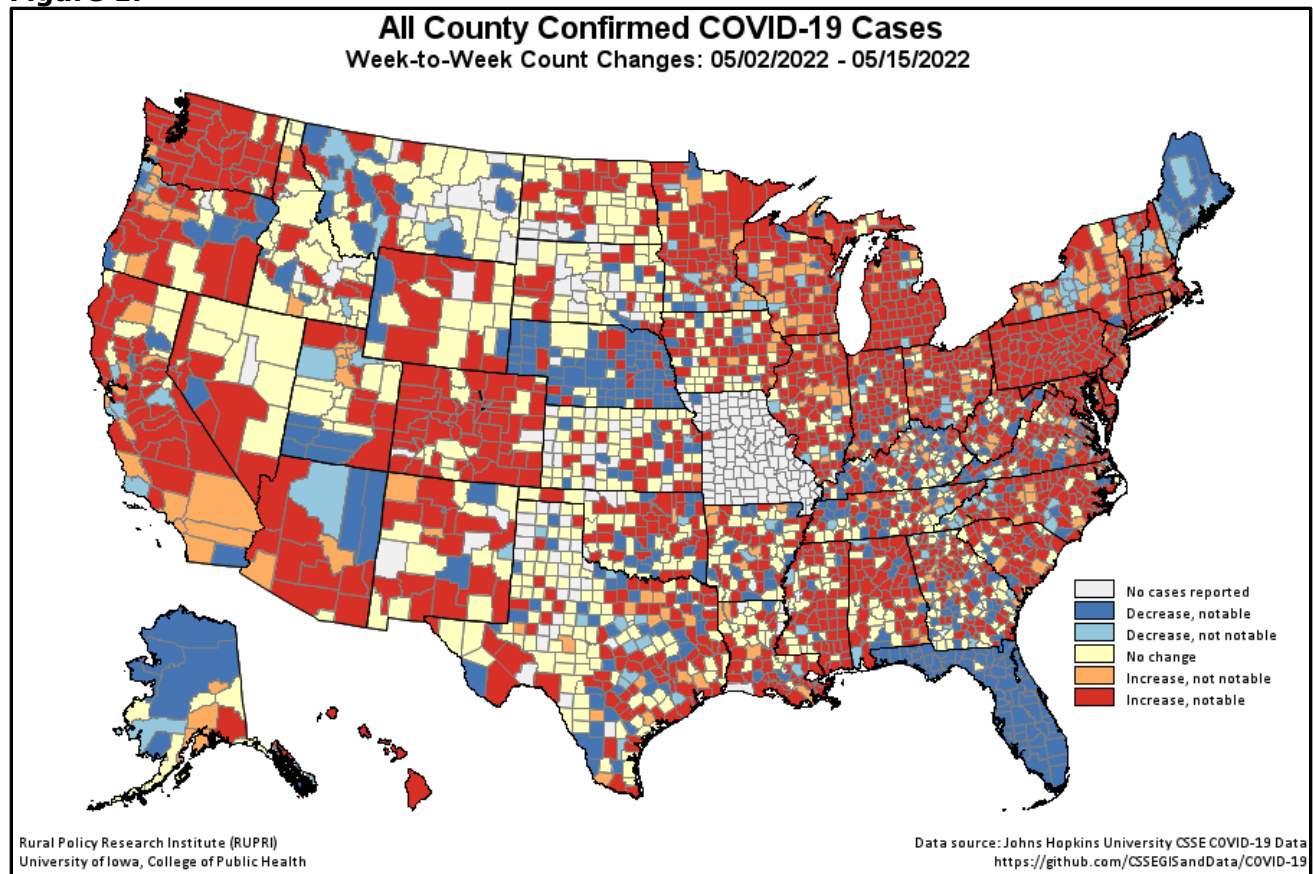 All County Confirmed COVID-19 Cases
Week-to-Week Count Changes: 05/02/2022 - 05/15/2022
No cases reported
Decrease, notable
Decrease, not notable
No change
Increase, not notable
Increase, notable
Rural Policy Research Institute (RUPRI)
University of Iowa, College of Public Health
Data source: Johns Hopkins University CSSE COVID-19 Data
https://github.com/CSSEGISandData/COVID-19